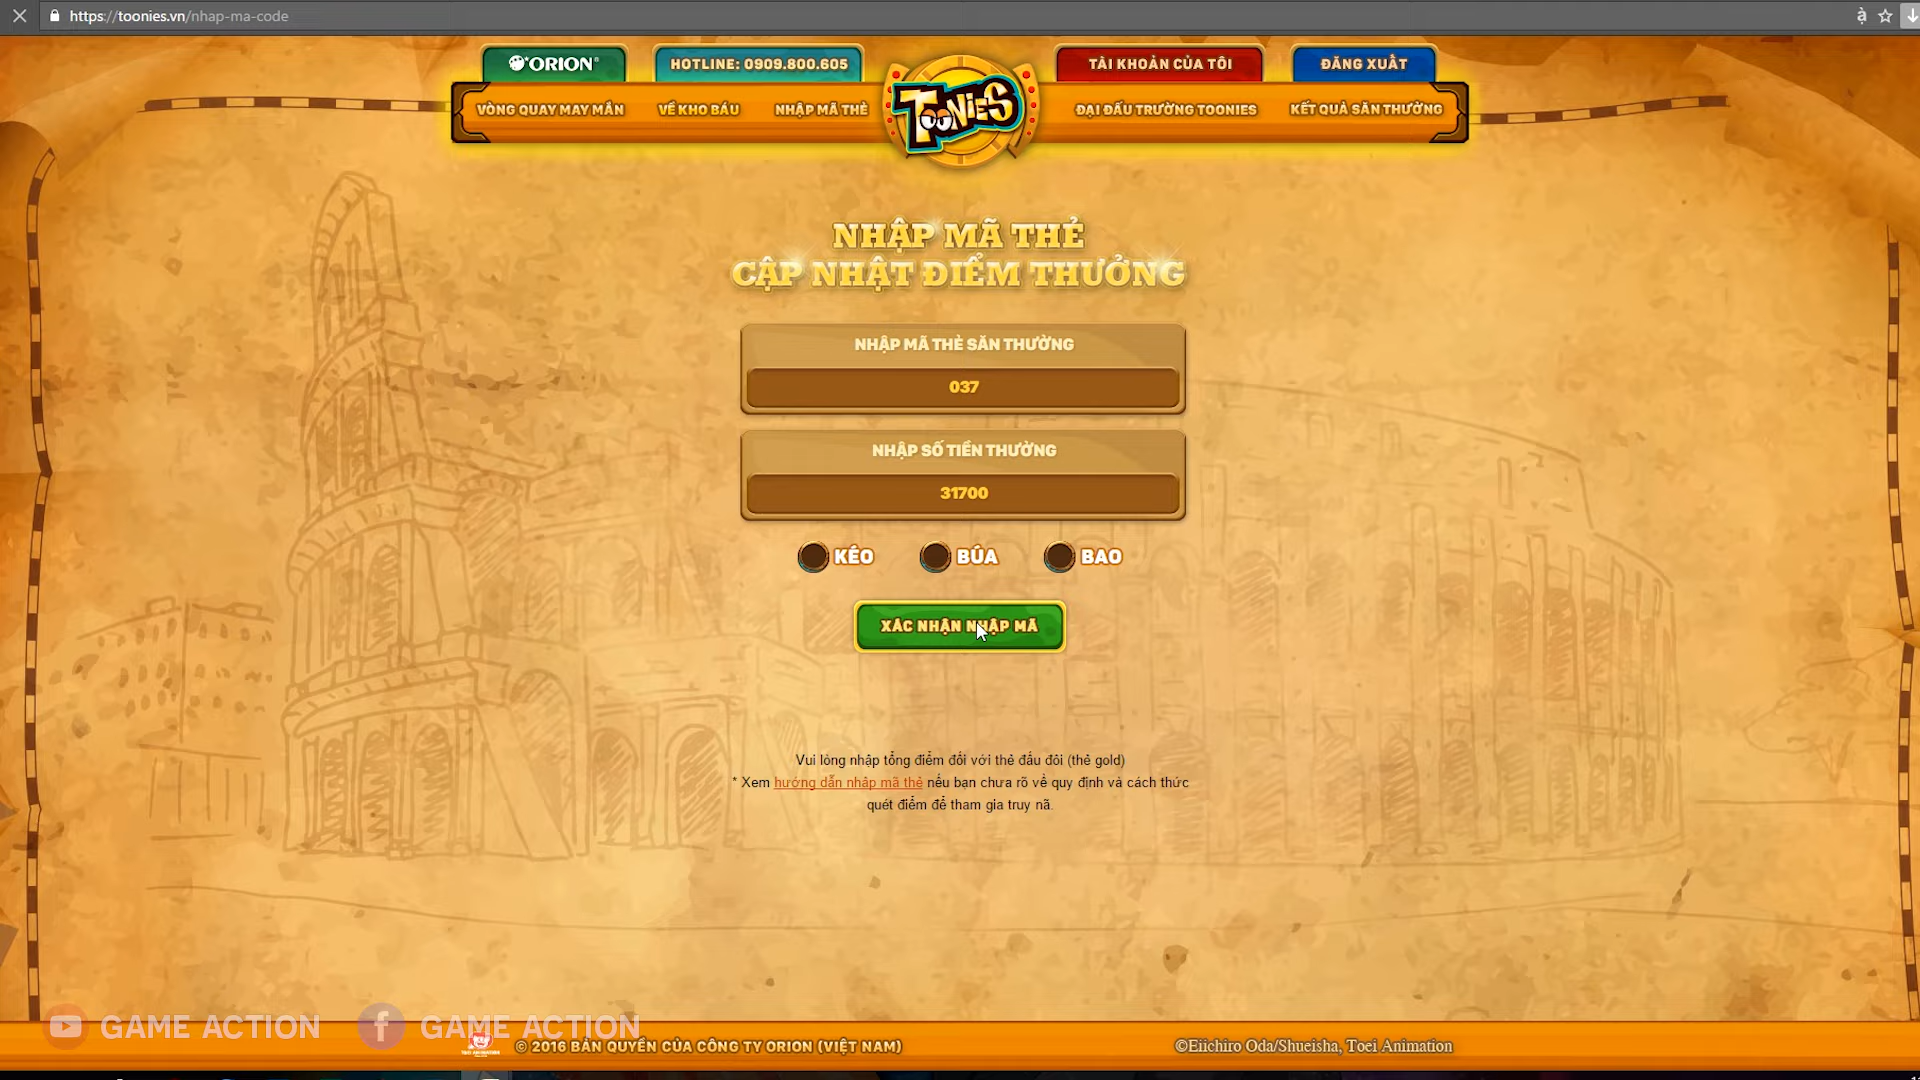 https://toonies.vn/nhap-ma-code
ORION
HOTLINE: 0909.800.605
TÀI KHOẢN CỦA TÔI
ĐĂNG XUẤT
VÒNG QUAY MAY MẮN
VỀ KHO BÁU
NHẬP MÃ THẺ
TOONIES
ĐẠI ĐẤU TRƯỜNG TOONIES
KẾT QUẢ SĂN THƯỞNG
NHẬP MÃ THẺ
CẬP NHẬT ĐIỂM THƯỞNG
NHẬP MÃ THẺ SĂN THƯỞNG
037
NHẬP SỐ TIỀN THƯỞNG
31700
KÉO
BÚA
BAO
XÁC NHẬN NHẬP MÃ
Vui lòng nhập tổng điểm đối với thẻ đấu đôi (thẻ gold)
* Xem hướng dẫn nhập mã thẻ nếu bạn chưa rõ về quy định và cách thức
quét điểm để tham gia truy nã.
GAME ACTION
GAME ACTION
© 2016 BẢN QUYỀN CỦA CÔNG TY ORION (VIỆT NAM)
©Eiichiro Oda/Shueisha, Toei Animation